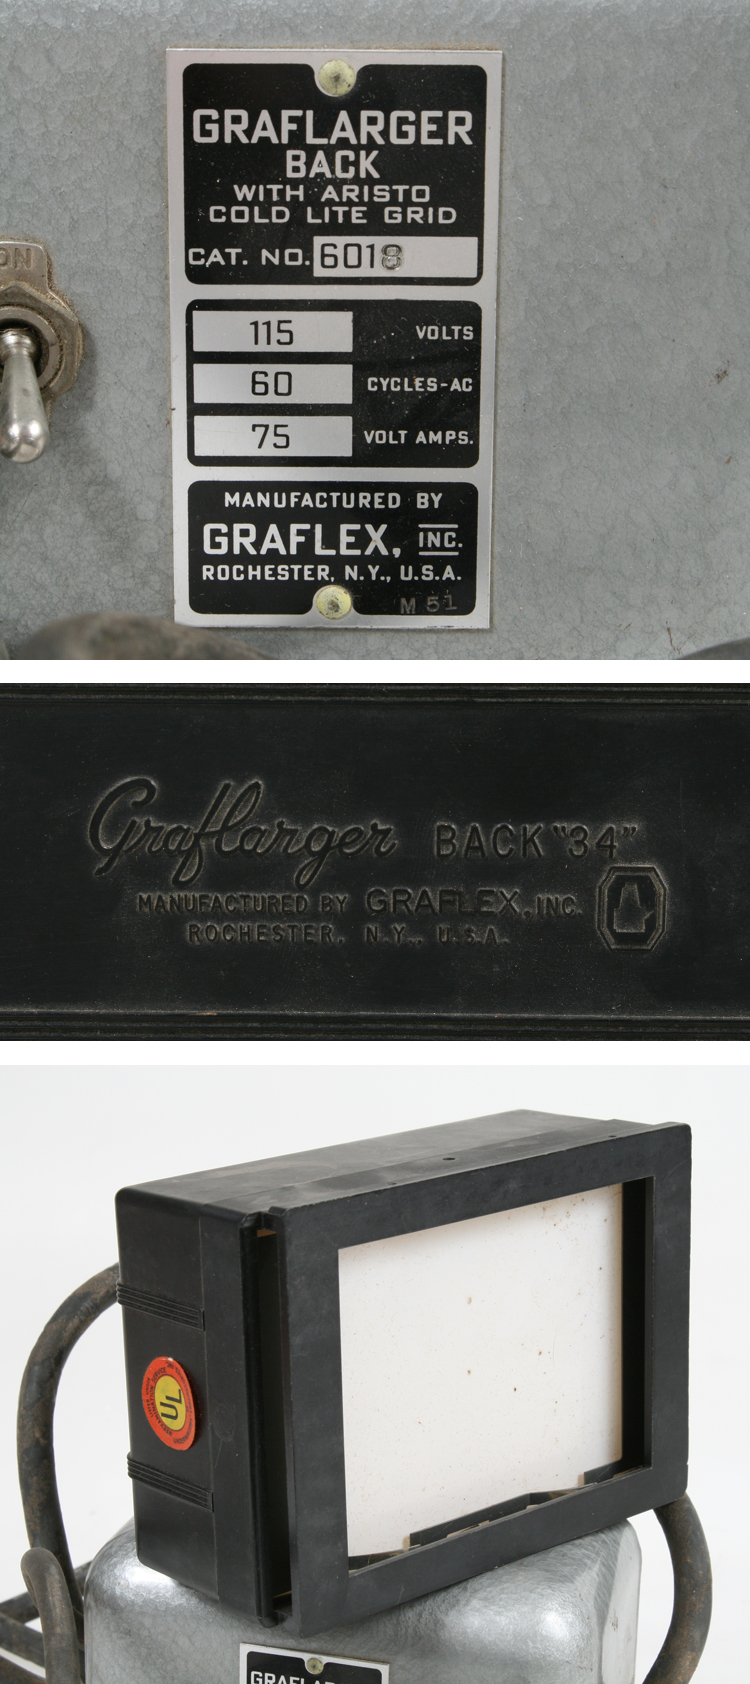 ON
GRAFLARGER
BACK
WITH ARISTO
COLD LITE GRID
CAT. NO. 6018
115 VOLTS
60 CYCLES-AC
75 VOLT AMPS.
MANUFACTURED BY
GRAFLEX, INC.
ROCHESTER, N.Y., U.S.A.
M 51
Graflarger BACK "34"
MANUFACTURED BY GRAFLEX, INC.
ROCHESTER, N.Y., U.S.A.
UL